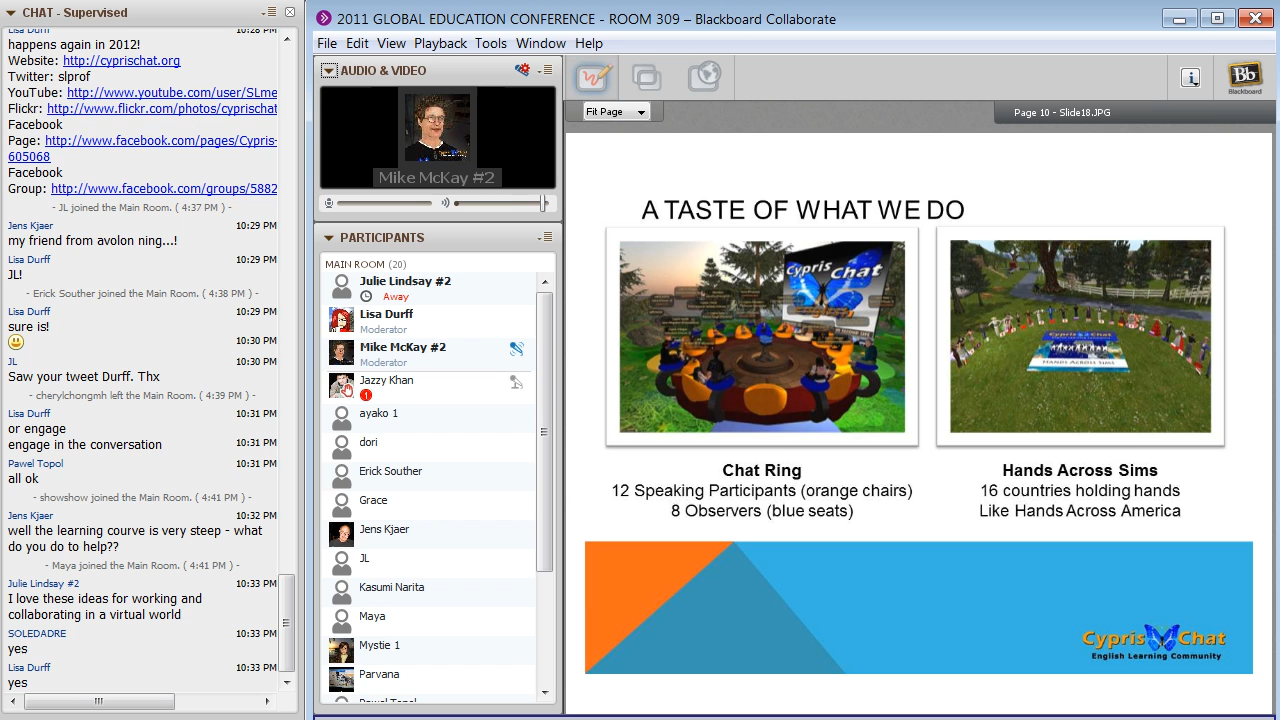 CHAT - Supervised
Lisa Durff 10:28 PM
happens again in 2012!
Website: http://cyprischat.org
Twitter: slprof
YouTube: http://www.youtube.com/user/SLme
Flickr: http://www.flickr.com/photos/cyprischat
Facebook
Page: http://www.facebook.com/pages/Cypris-
605068
Facebook
Group: http://www.facebook.com/groups/5882
- JL joined the Main Room. ( 4:37 PM ) -
Jens Kjaer 10:29 PM
my friend from avolon ning...!
Lisa Durff 10:29 PM
JL!
- Erick Souther joined the Main Room. ( 4:38 PM ) -
Lisa Durff 10:29 PM
sure is!
10:30 PM
JL 10:30 PM
Saw your tweet Durff. Thx
- cherylchongmh left the Main Room. ( 4:39 PM ) -
Lisa Durff 10:31 PM
or engage
engage in the conversation 10:31 PM
Pawel Topol 10:31 PM
all ok
- showshow joined the Main Room. ( 4:41 PM ) -
Jens Kjaer 10:32 PM
well the learning courve is very steep - what
do you do to help??
- Maya joined the Main Room. ( 4:41 PM ) -
Julie Lindsay #2 10:33 PM
I love these ideas for working and
collaborating in a virtual world
SOLEDADRE 10:33 PM
yes
Lisa Durff 10:33 PM
yes
2011 GLOBAL EDUCATION CONFERENCE - ROOM 309 – Blackboard Collaborate
File Edit View Playback Tools Window Help
AUDIO & VIDEO
Mike McKay #2
PARTICIPANTS
MAIN ROOM (20)
Julie Lindsay #2
Away
Lisa Durff
Moderator
Mike McKay #2
Moderator
Jazzy Khan
1
ayako 1
dori
Erick Souther
Grace
Jens Kjaer
JL
Kasumi Narita
Maya
Mystie 1
Parvana
Pawel Topol
Bb
Blackboard
Fit Page
Page 10 - Slide18.JPG
A TASTE OF WHAT WE DO
Cypris Chat
Cypris Chat
HANDS ACROSS SIMS
Chat Ring
12 Speaking Participants (orange chairs)
8 Observers (blue seats)
Hands Across Sims
16 countries holding hands
Like Hands Across America
Cypris Chat
English Learning Community